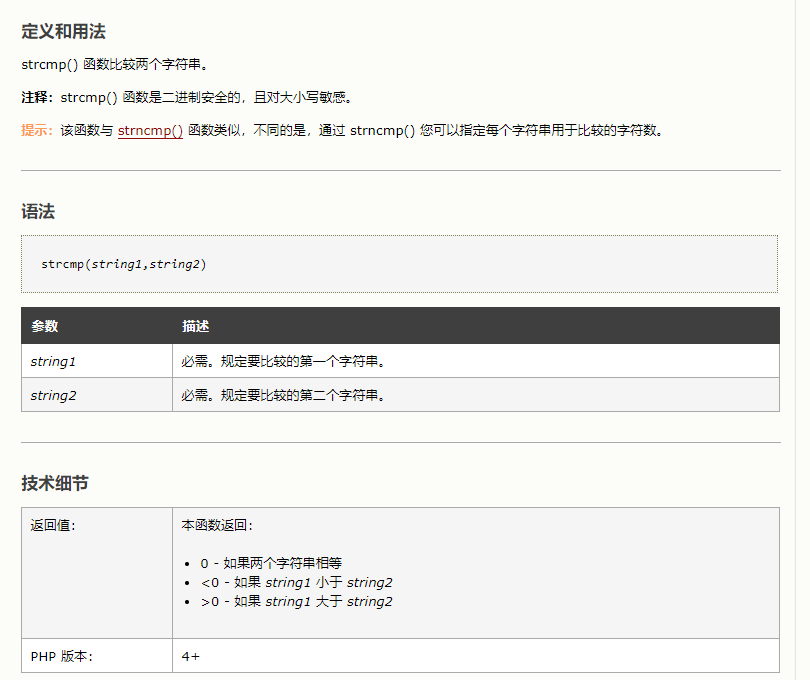 定义和用法
strcmp() 函数比较两个字符串。
注释：strcmp() 函数是二进制安全的，且对大小写敏感。
提示：该函数与 strncmp() 函数类似，不同的是，通过 strncmp() 您可以指定每个字符串用于比较的字符数。
语法
strcmp(string1,string2)
参数 描述
string1 必需。规定要比较的第一个字符串。
string2 必需。规定要比较的第二个字符串。
技术细节
返回值： 本函数返回：
• 0 - 如果两个字符串相等
• <0 - 如果 string1 小于 string2
• >0 - 如果 string1 大于 string2
PHP 版本： 4+